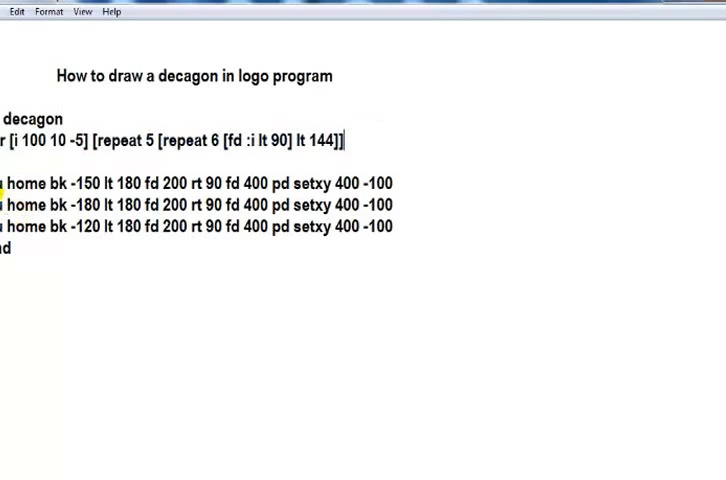 Edit Format View Help
How to draw a decagon in logo program
decagon
r [i 100 10 -5] [repeat 5 [repeat 6 [fd :i lt 90] lt 144]]
home bk -150 lt 180 fd 200 rt 90 fd 400 pd setxy 400 -100
home bk -180 lt 180 fd 200 rt 90 fd 400 pd setxy 400 -100
home bk -120 lt 180 fd 200 rt 90 fd 400 pd setxy 400 -100